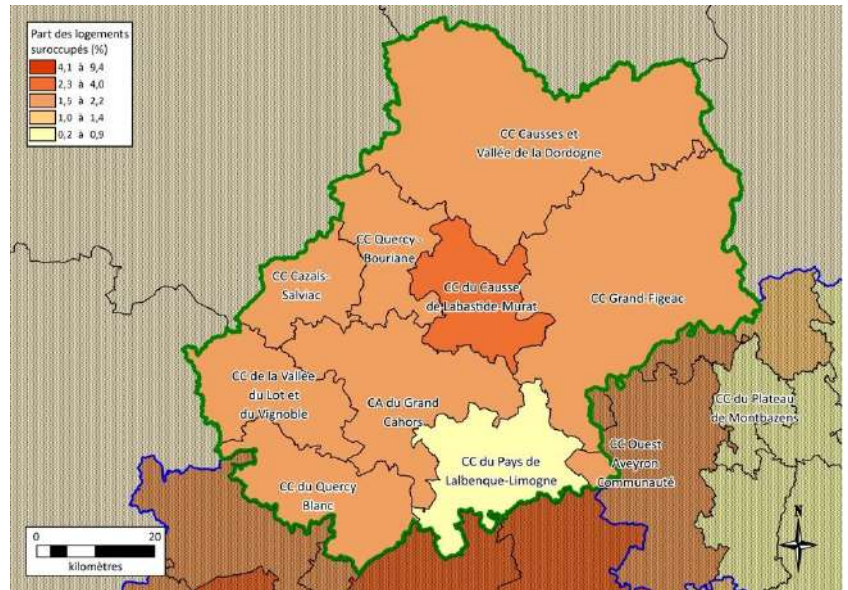 Part des logements
suroccupés (%)
4,1 à 9,4
2,3 à 4,0
1,5 à 2,2
1,0 à 1,4
0,2 à 0,9
CC Causses et
Vallée de la Dordogne
CC Quercy-
Bouriane
CC Cazals-
Salviac
CC du Causse
de Labastide-Murat
CC Grand-Figeac
CC de la Vallée
du Lot et
du Vignoble
CA du Grand
Cahors
CC du Plateau
de Montbazens
CC Ouest
Aveyron
Communauté
CC du Pays de
Lalbenque-Limogne
CC du Quercy
Blanc
0 20
kilomètres
N